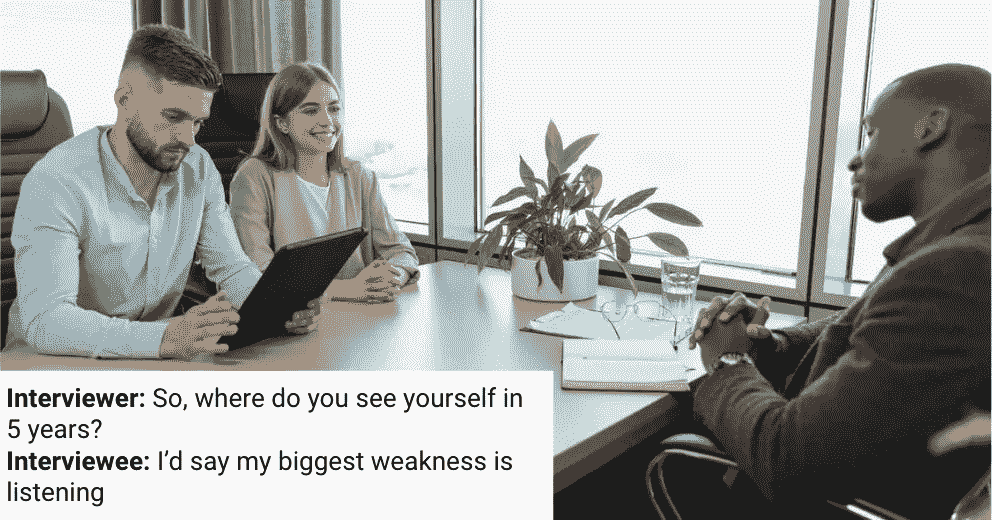 Interviewer: So, where do you see yourself in
5 years?
Interviewee: I’d say my biggest weakness is
listening